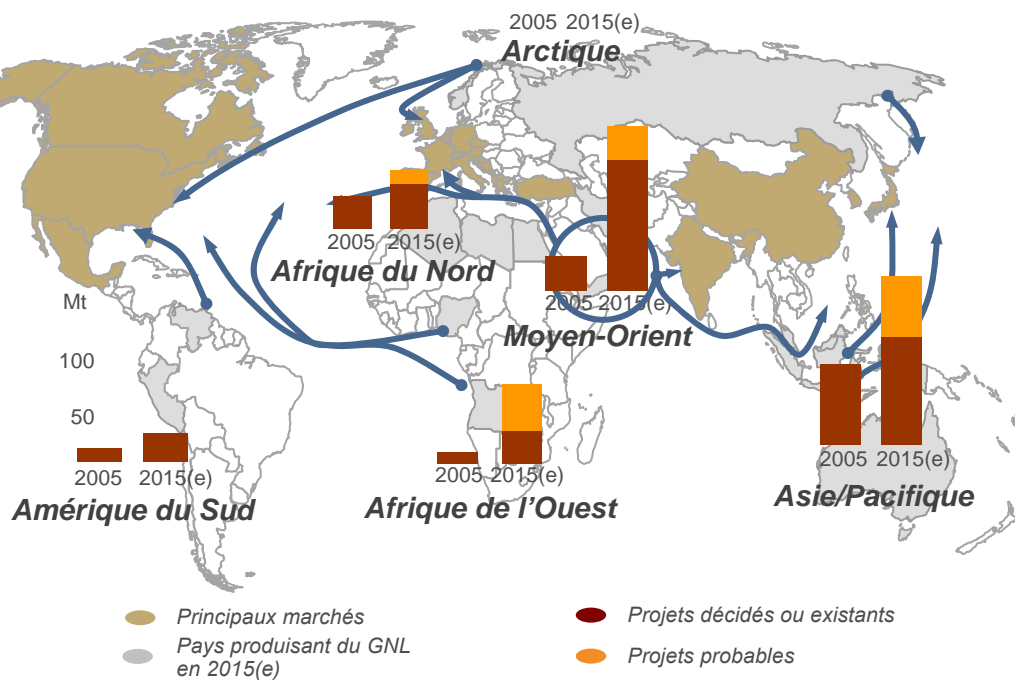 2005 2015(e)
Arctique
2005 2015(e)
Afrique du Nord
2005 2015(e)
Moyen-Orient
Mt
100
50
2005 2015(e)
Amérique du Sud
2005 2015(e)
Afrique de l'Ouest
2005 2015(e)
Asie/Pacifique
Principaux marchés
Pays produisant du GNL
en 2015(e)
Projets décidés ou existants
Projets probables